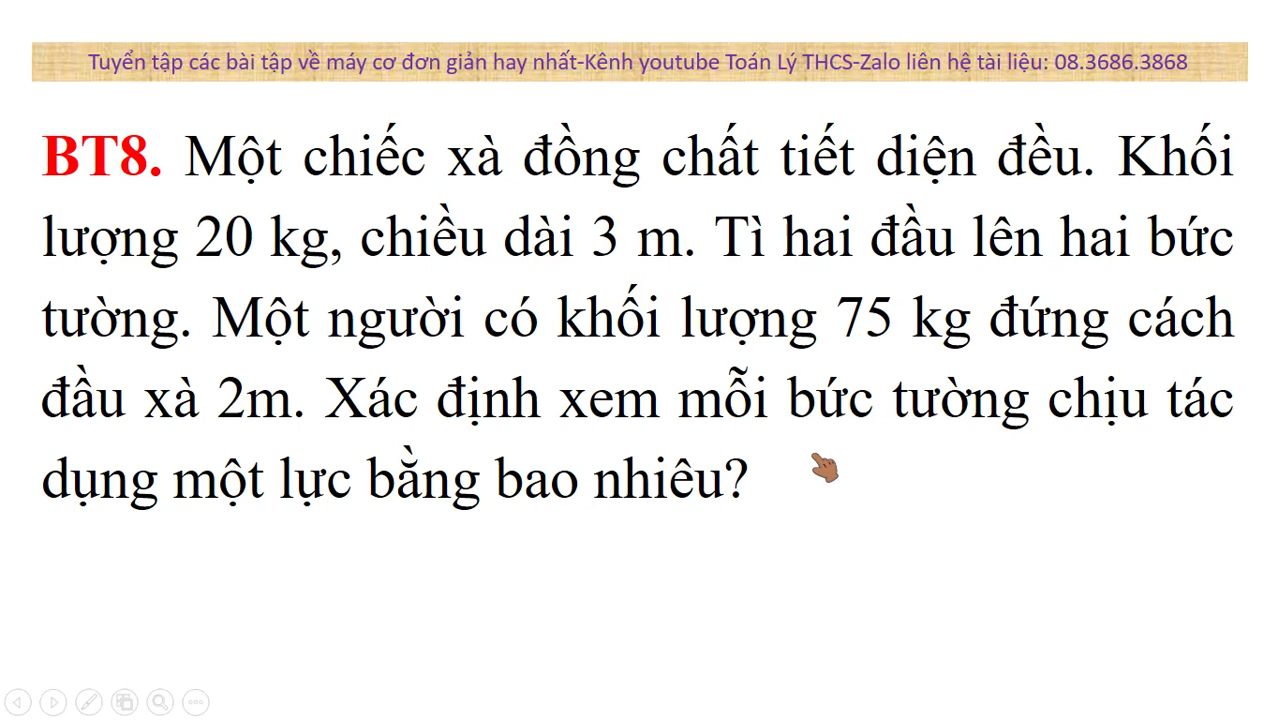 Tuyển tập các bài tập về máy cơ đơn giản hay nhất-Kênh youtube Toán Lý THCS-Zalo liên hệ tài liệu: 08.3686.3868
BT8. Một chiếc xà đồng chất tiết diện đều. Khối
lượng 20 kg, chiều dài 3 m. Tì hai đầu lên hai bức
tường. Một người có khối lượng 75 kg đứng cách
đầu xà 2m. Xác định xem mỗi bức tường chịu tác
dụng một lực bằng bao nhiêu?